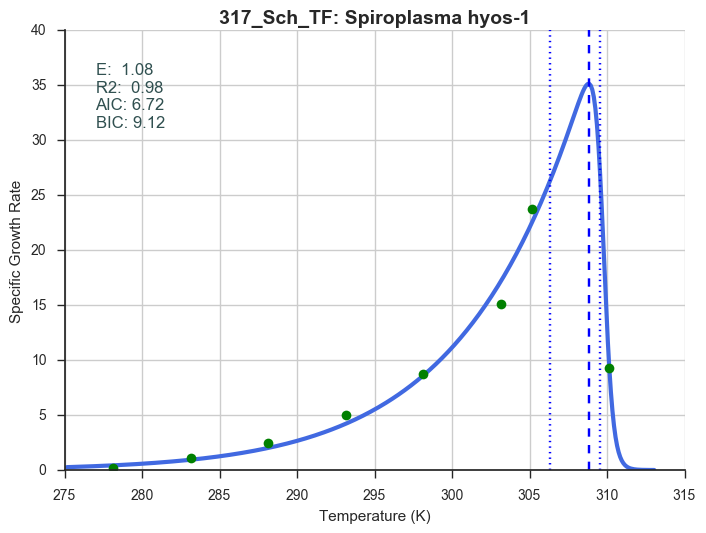 317_Sch_TF: Spiroplasma hyos-1
E: 1.08
R2: 0.98
AIC: 6.72
BIC: 9.12
Specific Growth Rate
40
35
30
25
20
15
10
5
0
275 280 285 290 295 300 305 310 315
Temperature (K)